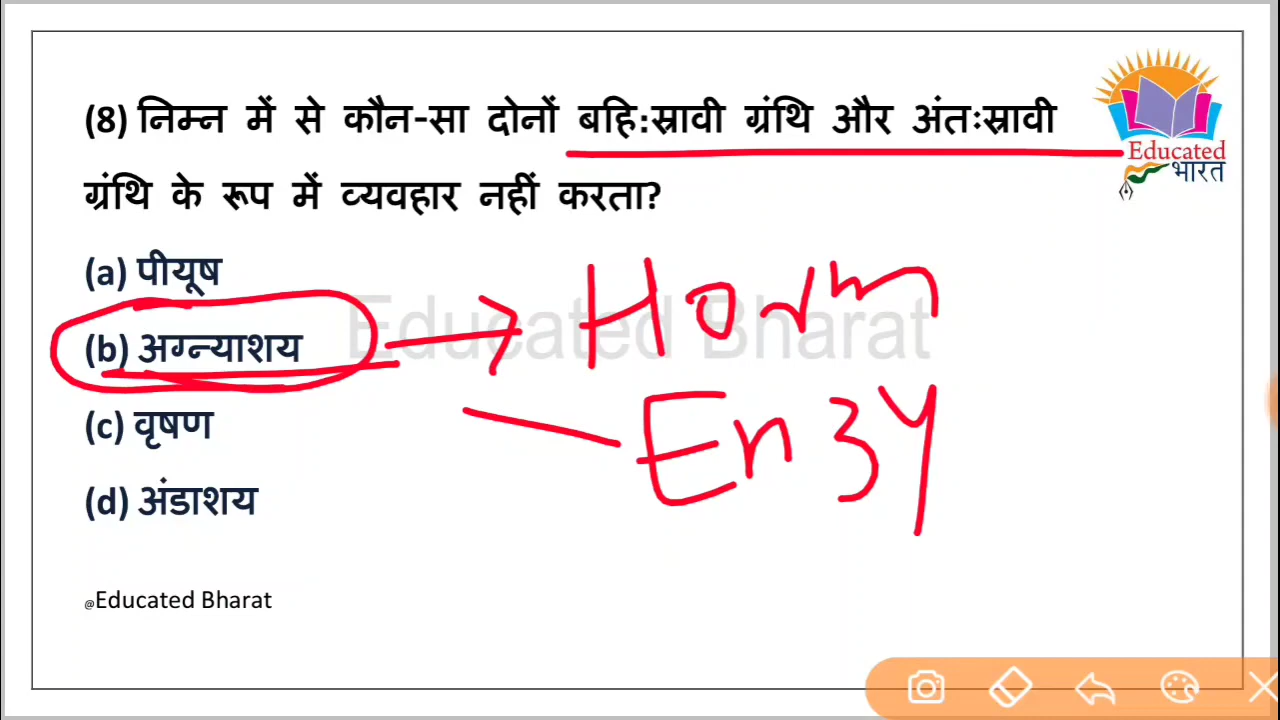 (8) निम्न में से कौन-सा दोनों बहि:स्रावी ग्रंथि और अंतःस्रावी
ग्रंथि के रूप में व्यवहार नहीं करता?
(a) पीयूष
(b) अग्न्याशय
(c) वृषण
(d) अंडाशय
Horm
Enzy
Educated Bharat
@Educated Bharat
Educated
भारत